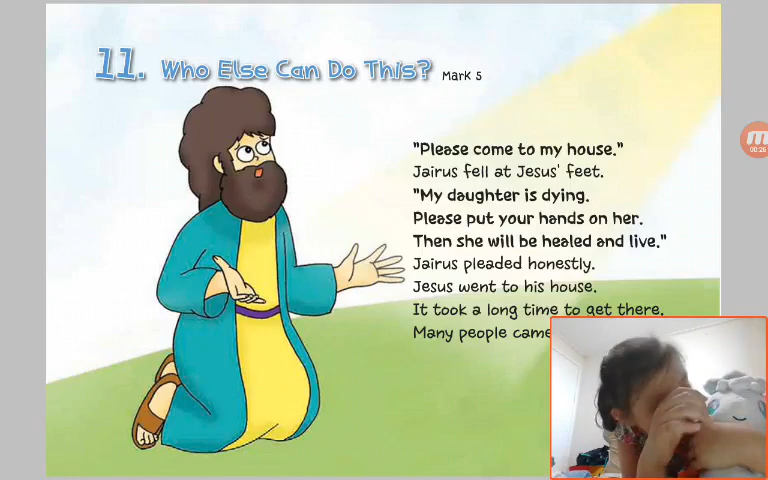 11. Who Else Can Do This? Mark 5
"Please come to my house."
Jairus fell at Jesus' feet.
"My daughter is dying.
Please put your hands on her.
Then she will be healed and live."
Jairus pleaded honestly.
Jesus went to his house.
It took a long time to get there.
Many people came
00:26